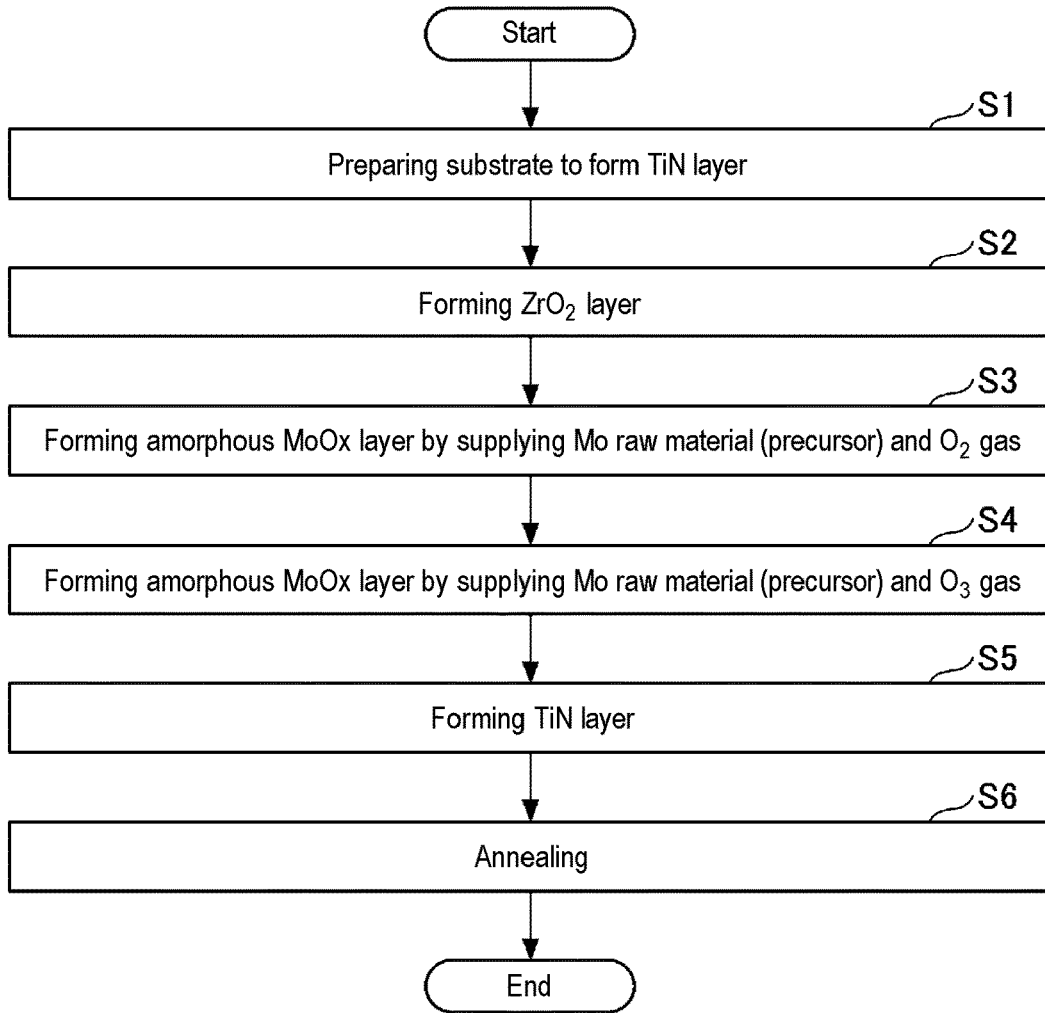 Start
S1
Preparing substrate to form TiN layer
S2
Forming ZrO₂ layer
S3
Forming amorphous MoOx layer by supplying Mo raw material (precursor) and O₂ gas
S4
Forming amorphous MoOx layer by supplying Mo raw material (precursor) and O₃ gas
S5
Forming TiN layer
S6
Annealing
End